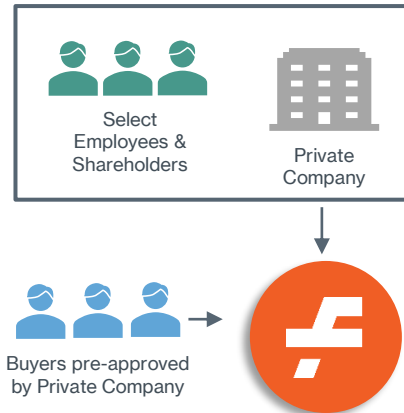 Select
Employees &
Shareholders
Private
Company
Buyers pre-approved
by Private Company